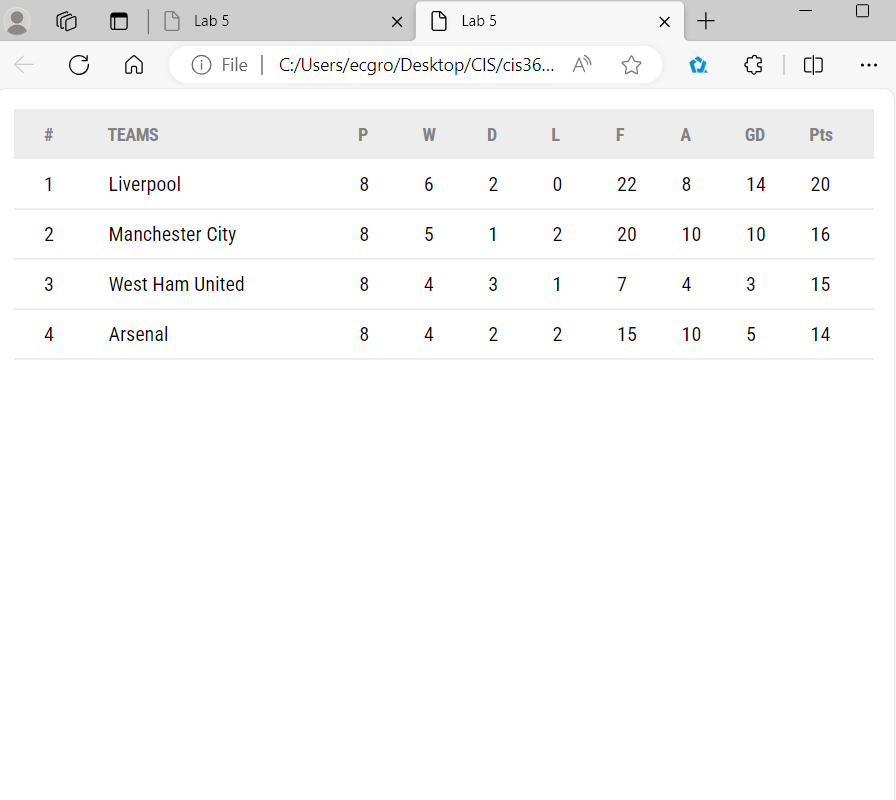 Lab 5 Lab 5
File C:/Users/ecgro/Desktop/CIS/cis36...
# TEAMS P W D L F A GD Pts
1 Liverpool 8 6 2 0 22 8 14 20
2 Manchester City 8 5 1 2 20 10 10 16
3 West Ham United 8 4 3 1 7 4 3 15
4 Arsenal 8 4 2 2 15 10 5 14